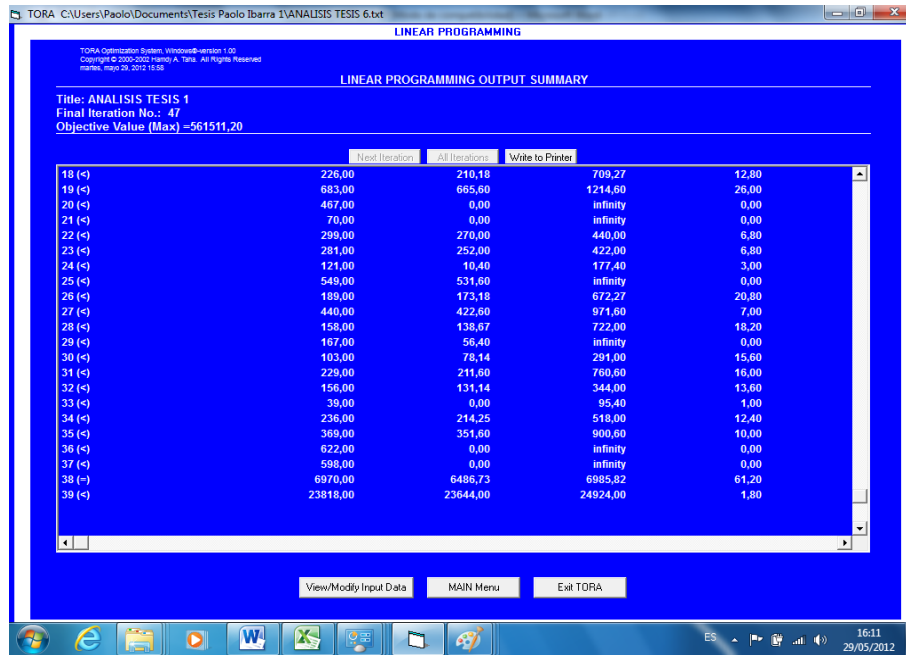 TORA C:\Users\Paolo\Documents\Tesis Paolo Ibarra 1\ANALISIS TESIS 6.txt
LINEAR PROGRAMMING
TORA Optimization System, Windows®-version 1.00
Copyright © 2000-2002 Hamdy A. Taha. All Rights Reserved
martes, mayo 29, 2012 15:58
LINEAR PROGRAMMING OUTPUT SUMMARY
Title: ANALISIS TESIS 1
Final Iteration No.: 47
Objective Value (Max) =561511,20
Next Iteration All Iterations Write to Printer
18 (<) 226,00 210,18 709,27 12,80
19 (<) 683,00 665,60 1214,60 26,00
20 (<) 467,00 0,00 infinity 0,00
21 (<) 70,00 0,00 infinity 0,00
22 (<) 299,00 270,00 440,00 6,80
23 (<) 281,00 252,00 422,00 6,80
24 (<) 121,00 10,40 177,40 3,00
25 (<) 549,00 531,60 infinity 0,00
26 (<) 189,00 173,18 672,27 20,80
27 (<) 440,00 422,60 971,60 7,00
28 (<) 158,00 138,67 722,00 18,20
29 (<) 167,00 56,40 infinity 0,00
30 (<) 103,00 78,14 291,00 15,60
31 (<) 229,00 211,60 760,60 16,00
32 (<) 156,00 131,14 344,00 13,60
33 (<) 39,00 0,00 95,40 1,00
34 (<) 236,00 214,25 518,00 12,40
35 (<) 369,00 351,60 900,60 10,00
36 (<) 622,00 0,00 infinity 0,00
37 (<) 598,00 0,00 infinity 0,00
38 (=) 6970,00 6486,73 6985,82 61,20
39 (<) 23818,00 23644,00 24924,00 1,80
View/Modify Input Data MAIN Menu Exit TORA
ES 16:11
29/05/2012